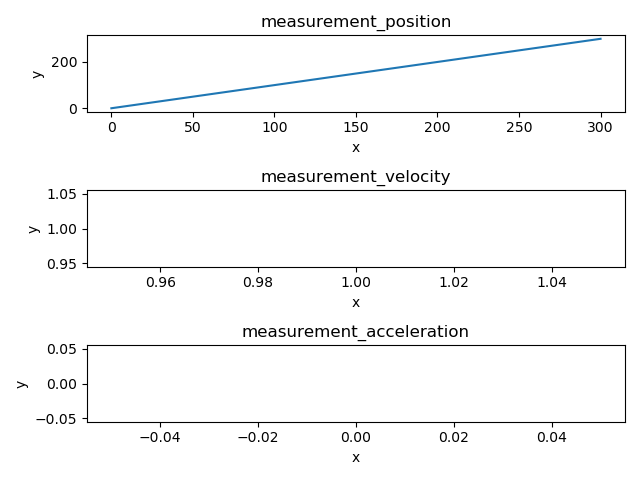 measurement_position
200
0
y
0 50 100 150 200 250 300
x
measurement_velocity
1.05
1.00
0.95
y
0.96 0.98 1.00 1.02 1.04
x
measurement_acceleration
0.05
0.00
−0.05
y
−0.04 −0.02 0.00 0.02 0.04
x